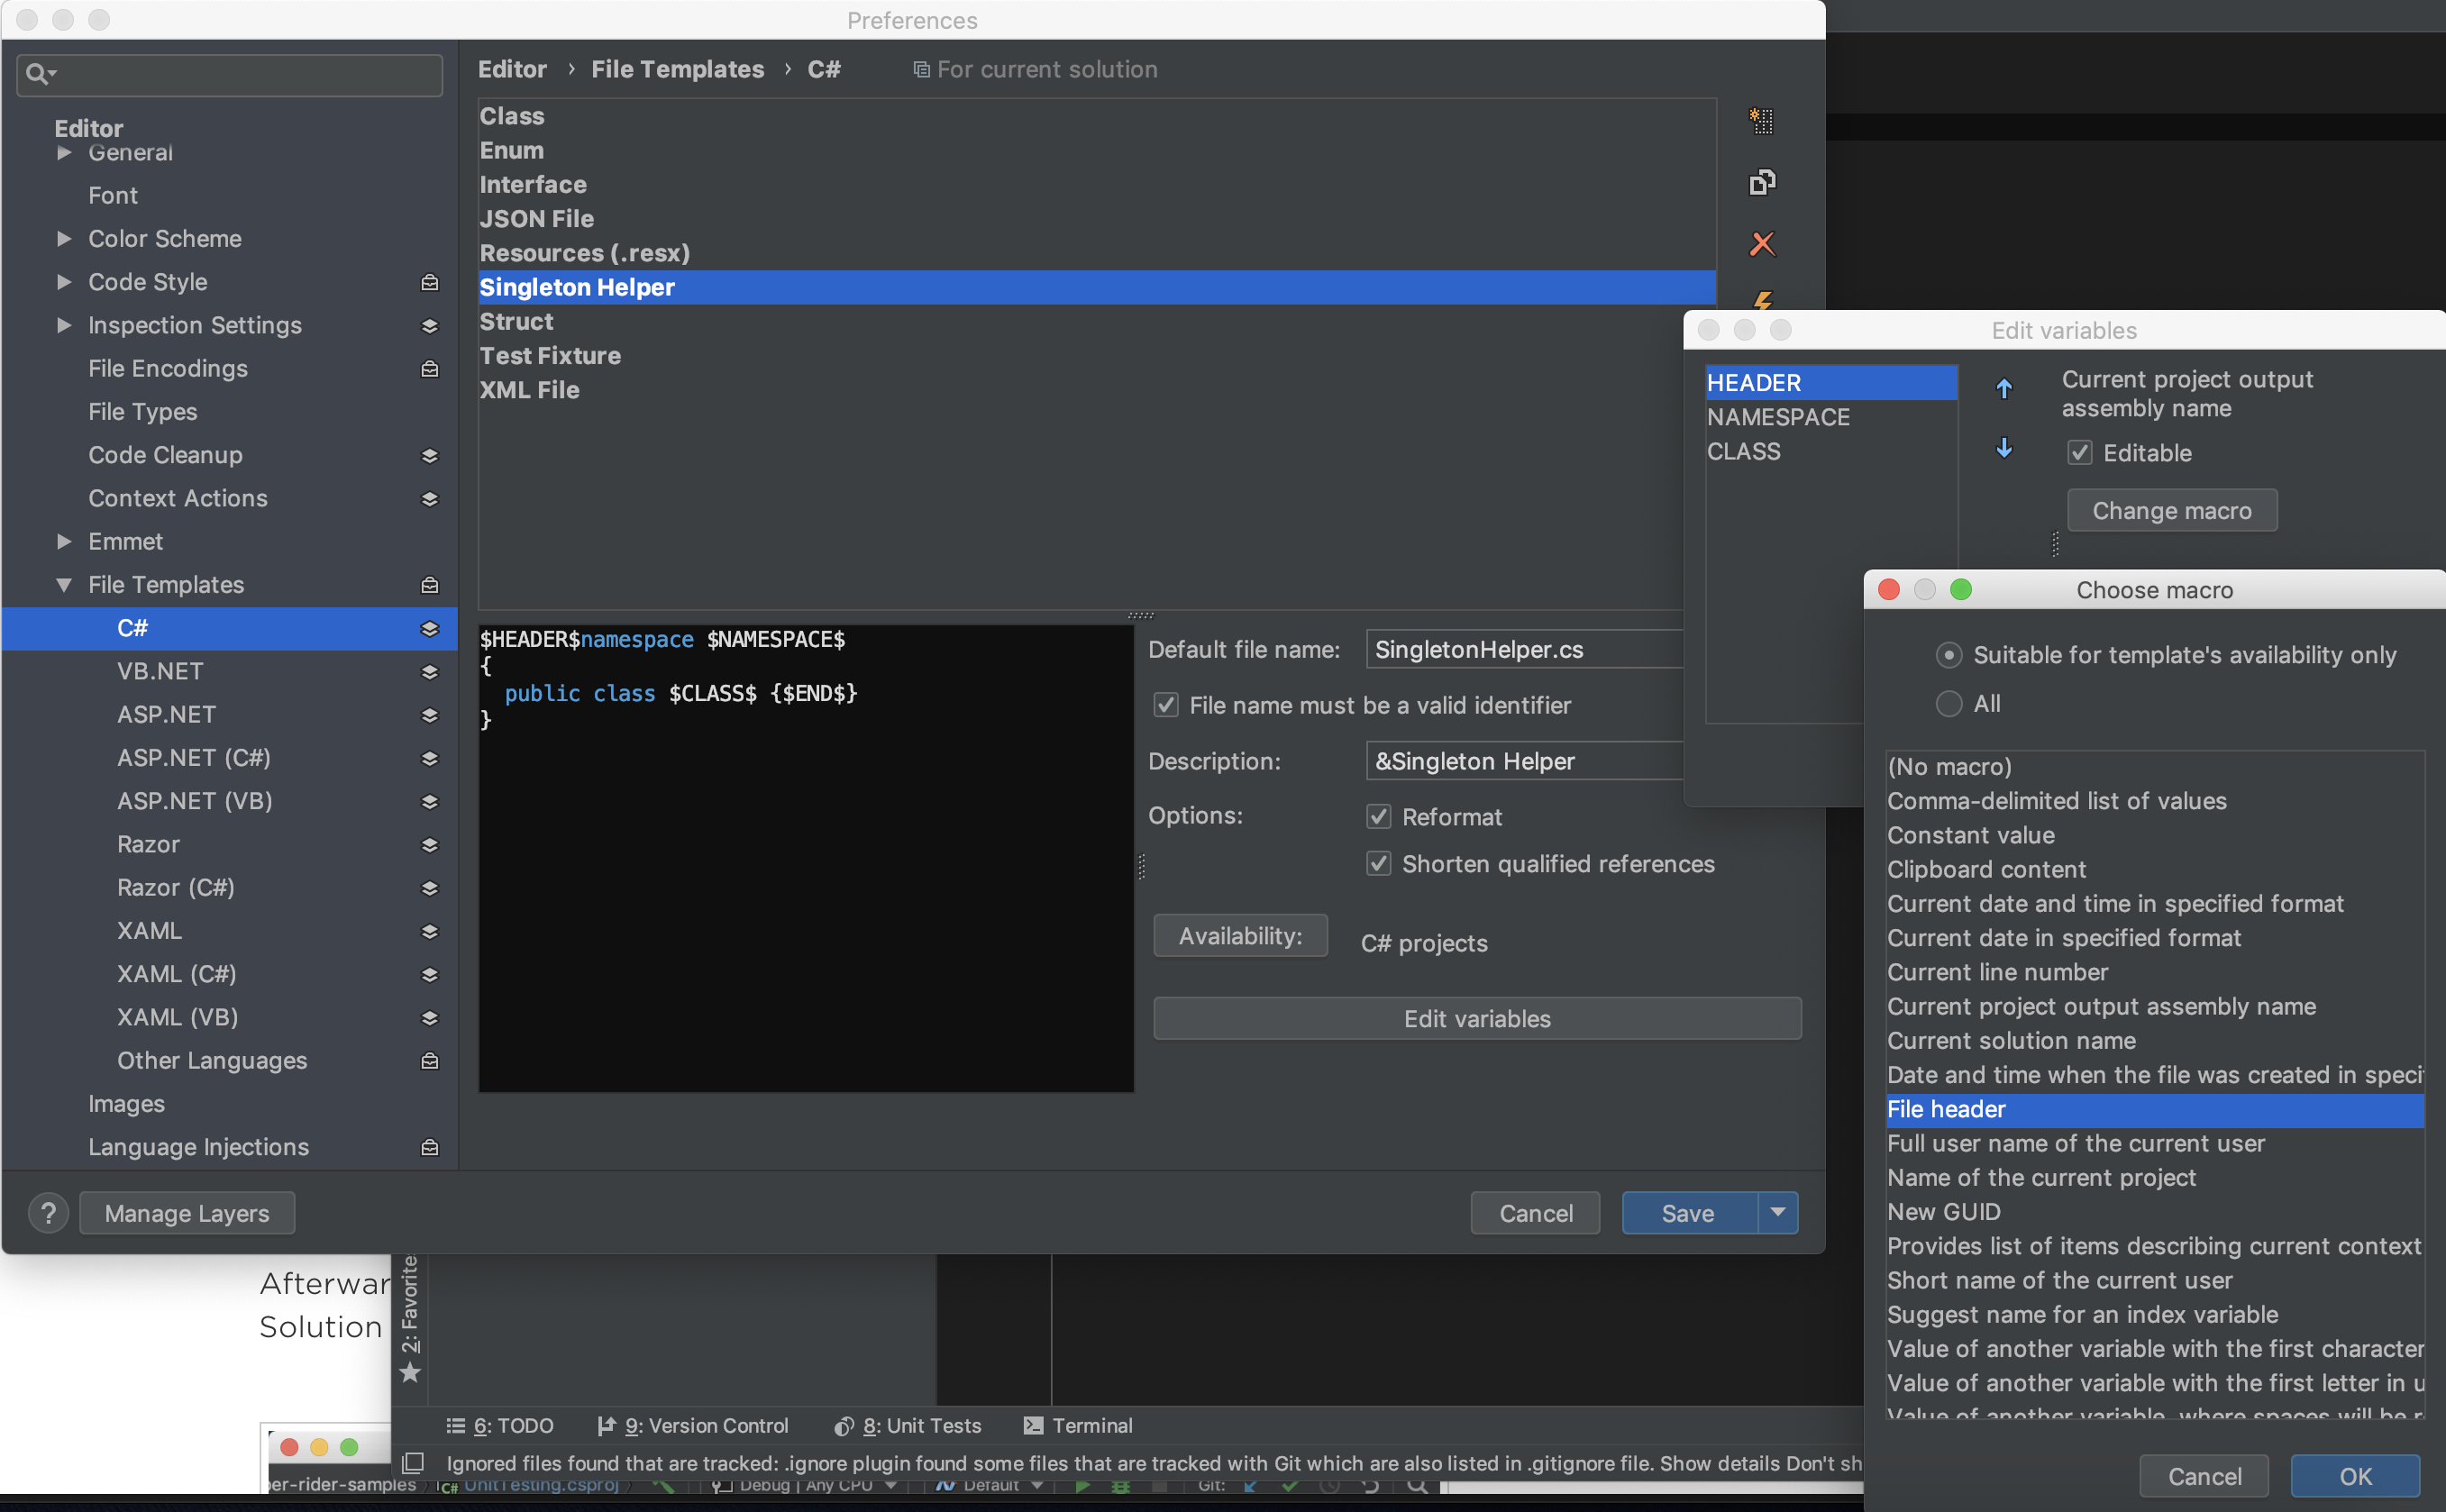 Preferences
Editor › File Templates › C#
For current solution
Editor
General
Font
Color Scheme
Code Style
Inspection Settings
File Encodings
File Types
Code Cleanup
Context Actions
Emmet
File Templates
C#
VB.NET
ASP.NET
ASP.NET (C#)
ASP.NET (VB)
Razor
Razor (C#)
XAML
XAML (C#)
XAML (VB)
Other Languages
Images
Language Injections
Class
Enum
Interface
JSON File
Resources (.resx)
Singleton Helper
Struct
Test Fixture
XML File
$HEADER$namespace $NAMESPACE$
{
public class $CLASS$ {$END$}
}
Default file name: SingletonHelper.cs
File name must be a valid identifier
Description: &Singleton Helper
Options: Reformat
Shorten qualified references
Availability: C# projects
Edit variables
? Manage Layers
Cancel Save
Edit variables
HEADER
NAMESPACE
CLASS
Current project output
assembly name
Editable
Change macro
Choose macro
Suitable for template's availability only
All
(No macro)
Comma-delimited list of values
Constant value
Clipboard content
Current date and time in specified format
Current date in specified format
Current line number
Current project output assembly name
Current solution name
Date and time when the file was created in speci
File header
Full user name of the current user
Name of the current project
New GUID
Provides list of items describing current context
Short name of the current user
Suggest name for an index variable
Value of another variable with the first character
Value of another variable with the first letter in u
Value of another variable, where spaces will be r
Cancel OK
Afterwar
Solution
2: Favorite
6: TODO 9: Version Control 8: Unit Tests Terminal
Ignored files found that are tracked: .ignore plugin found some files that are tracked with Git which are also listed in .gitignore file. Show details Don't sh
per-rider-samples C# UnitTesting.csproj Debug | Any CPU Default Git: